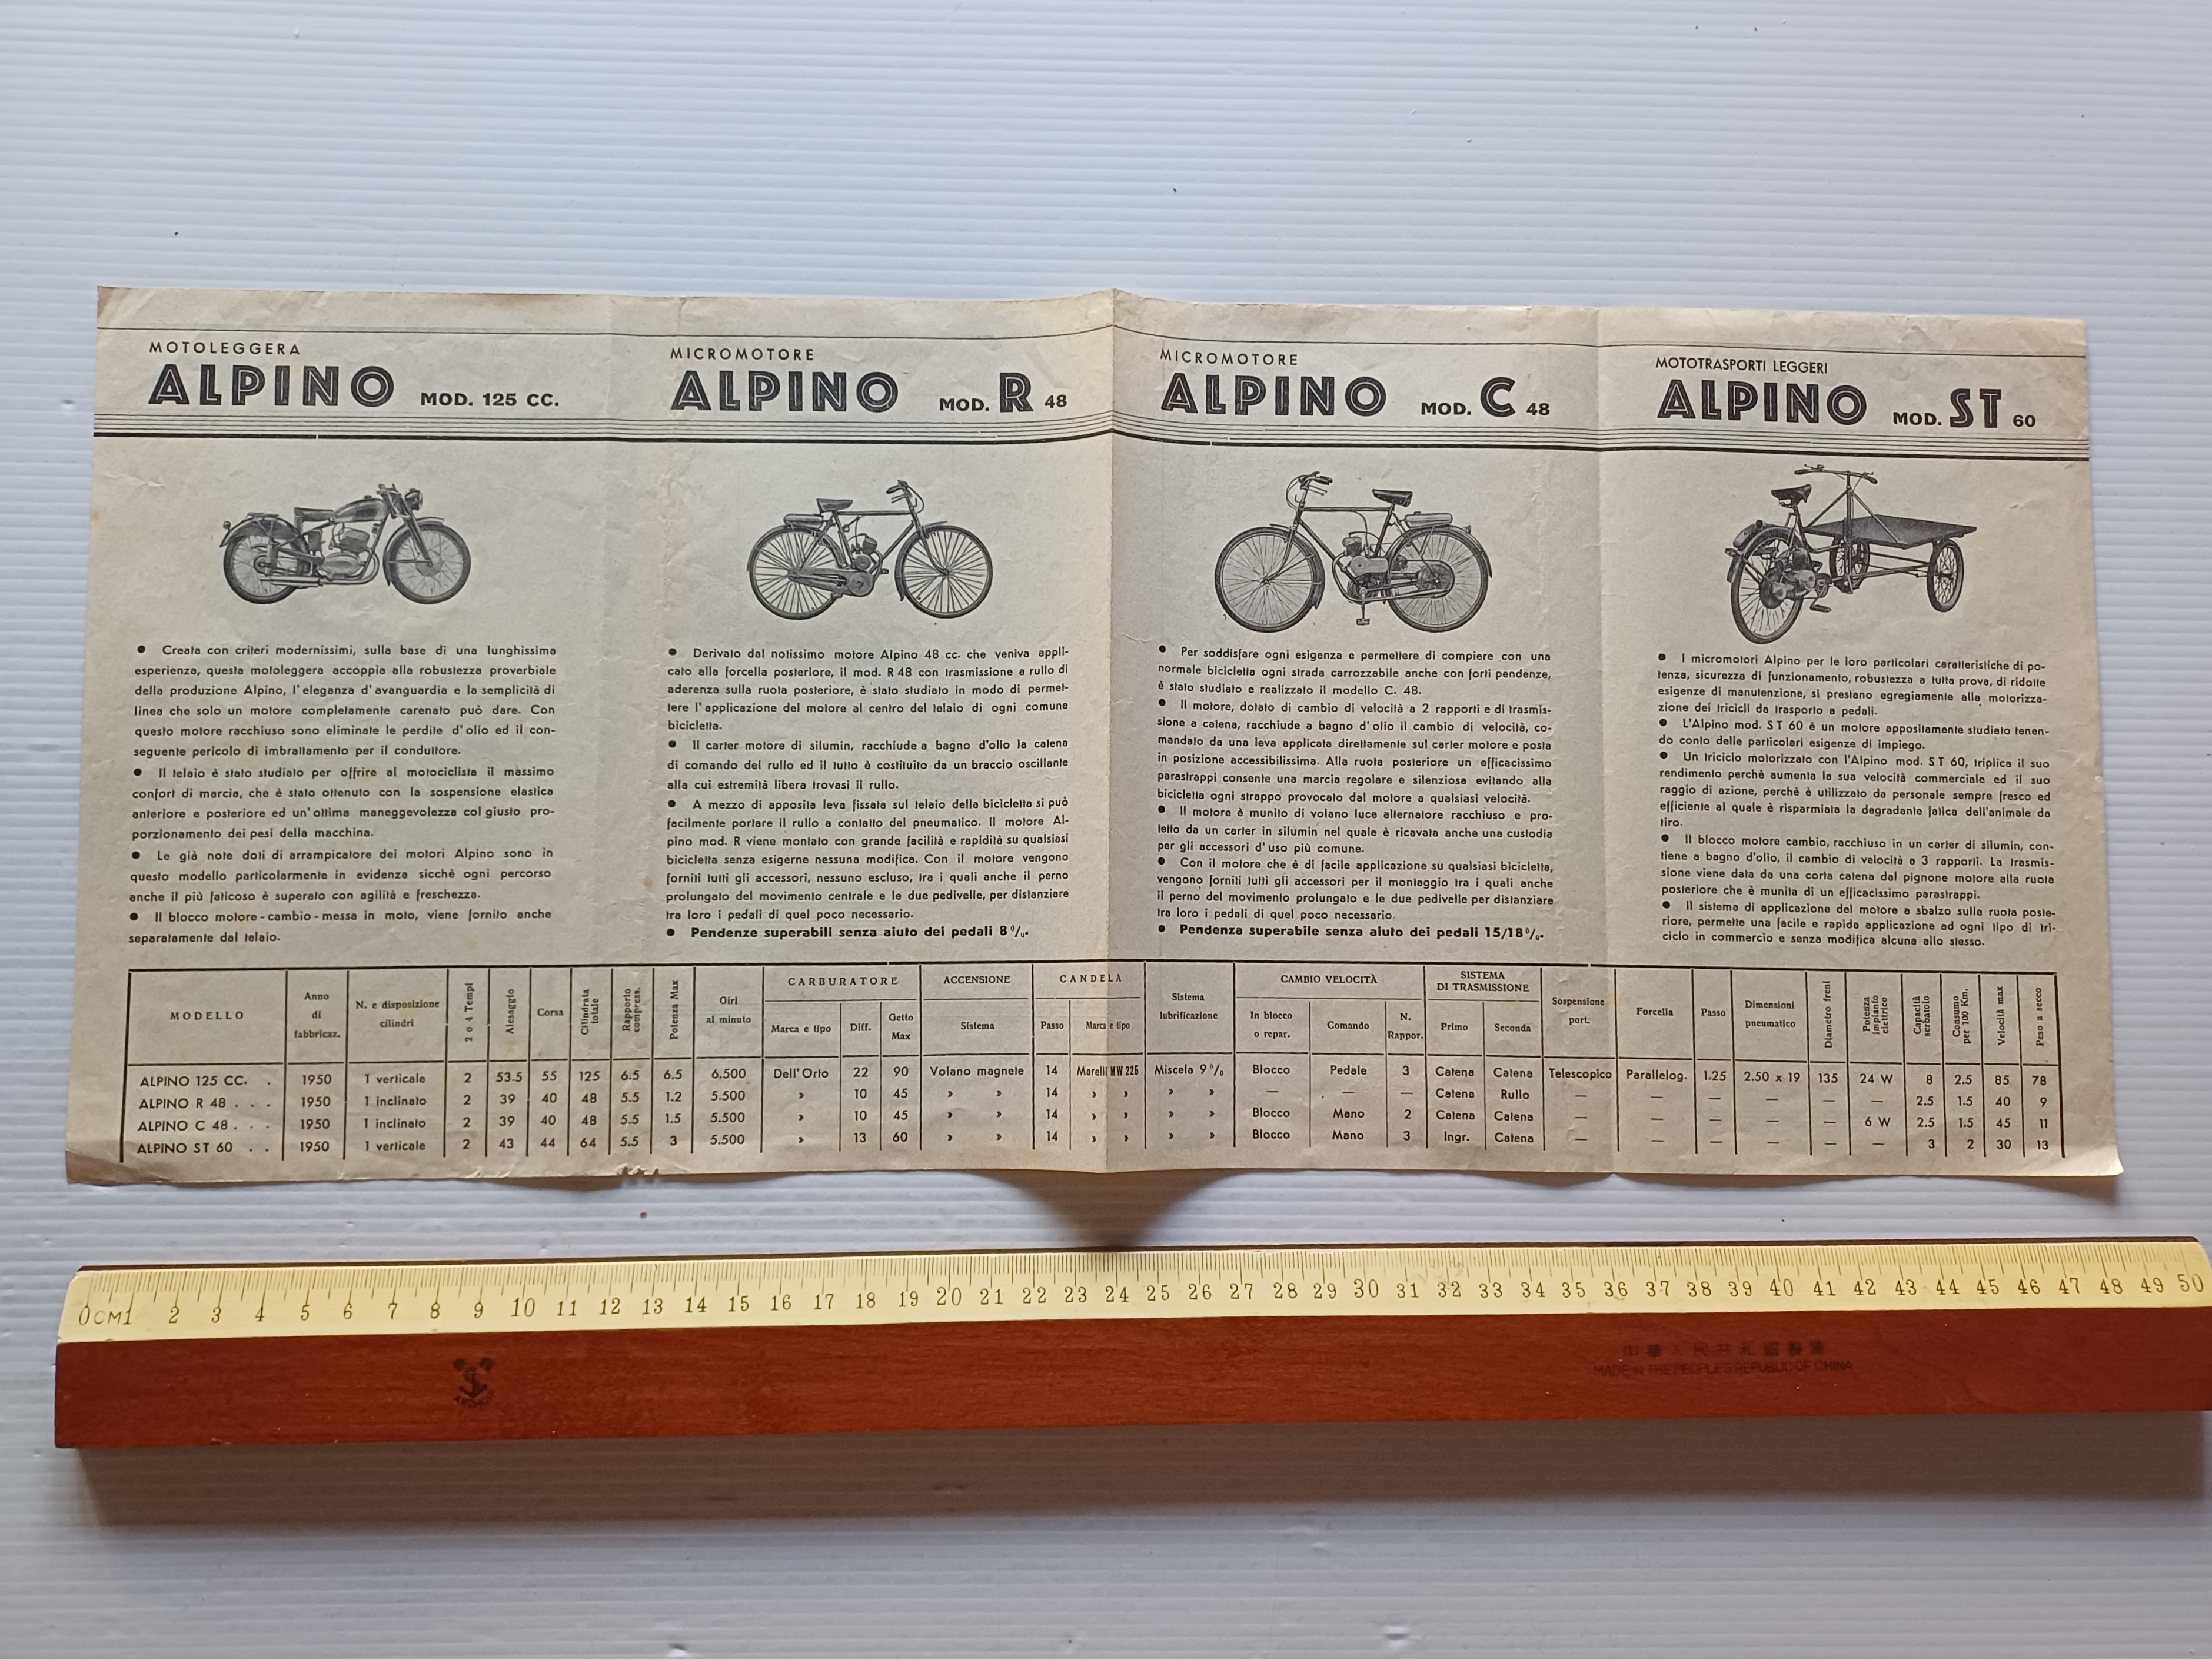 MOTOLEGGERA
ALPINO MOD. 125 CC.
● Creata con criteri modernissimi, sulla base di una lunghissima
esperienza, questa motoleggera accoppia alla robustezza proverbiale
della produzione Alpino, l'eleganza d'avanguardia e la semplicità di
linea che solo un motore completamente carenato può dare. Con
questo motore racchiuso sono eliminate le perdite d'olio ed il con-
seguente pericolo di imbrattamento per il conduttore.
● Il telaio è stato studiato per offrire al motociclista il massimo
confort di marcia, che è stato ottenuto con la sospensione elastica
anteriore e posteriore ed un'ottima maneggevolezza col giusto pro-
porzionamento dei pesi della macchina.
● Le già note doti di arrampicatore dei motori Alpino sono in
questo modello particolarmente in evidenza sicchè ogni percorso
anche il più faticoso è superato con agilità e freschezza.
● Il blocco motore - cambio - messa in moto, viene fornito anche
separatamente dal telaio.
MICROMOTORE
ALPINO MOD. R 48
● Derivato dal notissimo motore Alpino 48 cc. che veniva appli-
cato alla forcella posteriore, il mod. R 48 con trasmissione a rullo di
aderenza sulla ruota posteriore, è stato studiato in modo di permet-
tere l'applicazione del motore al centro del telaio di ogni comune
bicicletta.
● Il carter motore di silumin, racchiude a bagno d'olio la catena
di comando del rullo ed il tutto è costituito da un braccio oscillante
alla cui estremità libera trovasi il rullo.
● A mezzo di apposita leva fissata sul telaio della bicicletta si può
facilmente portare il rullo a contatto del pneumatico. Il motore Al-
pino mod. R viene montato con grande facilità e rapidità su qualsiasi
bicicletta senza esigerne nessuna modifica. Con il motore vengono
forniti tutti gli accessori, nessuno escluso, tra i quali anche il perno
prolungato del movimento centrale e le due pedivelle, per distanziare
tra loro i pedali di quel poco necessario.
● Pendenze superabili senza aiuto dei pedali 8%.
MICROMOTORE
ALPINO MOD. C 48
● Per soddisfare ogni esigenza e permettere di compiere con una
normale bicicletta ogni strada carrozzabile anche con forti pendenze,
è stato studiato e realizzato il modello C. 48.
● Il motore, dotato di cambio di velocità a 2 rapporti e di trasmis-
sione a catena, racchiude a bagno d'olio il cambio di velocità, co-
mandato da una leva applicata direttamente sul carter motore e posta
in posizione accessibilissima. Alla ruota posteriore un efficacissimo
parastrappi consente una marcia regolare e silenziosa evitando alla
bicicletta ogni strappo provocato dal motore a qualsiasi velocità.
● Il motore è munito di volano luce alternatore racchiuso e pro-
tetto da un carter in silumin nel quale è ricavata anche una custodia
per gli accessori d'uso più comune.
● Con il motore che è di facile applicazione su qualsiasi bicicletta,
vengono forniti tutti gli accessori per il montaggio tra i quali anche
il perno del movimento prolungato e le due pedivelle per distanziare
tra loro i pedali di quel poco necessario
● Pendenza superabile senza aiuto dei pedali 15/18%.
MOTOTRASPORTI LEGGERI
ALPINO MOD. ST 60
● I micromotori Alpino per le loro particolari caratteristiche di po-
tenza, sicurezza di funzionamento, robustezza a tutta prova, di ridotte
esigenze di manutenzione, si prestano egregiamente alla motorizza-
zione dei tricicli da trasporto a pedali.
● L'Alpino mod. ST 60 è un motore appositamente studiato tenen-
do conto delle particolari esigenze di impiego.
● Un triciclo motorizzato con l'Alpino mod. ST 60, triplica il suo
rendimento perchè aumenta la sua velocità commerciale ed il suo
raggio di azione, perchè è utilizzato da personale sempre fresco ed
efficiente al quale è risparmiata la degradante fatica dell'animale da
tiro.
● Il blocco motore cambio, racchiuso in un carter di silumin, con-
tiene a bagno d'olio, il cambio di velocità a 3 rapporti. La trasmis-
sione viene data da una corta catena dal pignone motore alla ruota
posteriore che è munita di un efficacissimo parastrappi.
● Il sistema di applicazione del motore a sbalzo sulla ruota poste-
riore, permette una facile e rapida applicazione ad ogni tipo di tri-
ciclo in commercio e senza modifica alcuna allo stesso.
MODELLO Anno di fabbricaz. N. e disposizione cilindri 2 o 4 Tempi Alesaggio Corsa Cilindrata totale Rapporto compress. Potenza Max Giri al minuto CARBURATORE Marca e tipo Diff. Getto Max ACCENSIONE Sistema CANDELA Passo Marca e tipo Sistema lubrificazione CAMBIO VELOCITÀ In blocco o repar. Comando N. Rappor. SISTEMA DI TRASMISSIONE Primo Seconda Sospensione port. Forcella Passo Dimensioni pneumatico Diametro freni Potenza Impianto elettrico Capacità serbatoio Consumo per 100 Km. Velocità max Peso a secco
ALPINO 125 CC. . 1950 1 verticale 2 53.5 55 125 6.5 6.5 6.500 Dell'Orto 22 90 Volano magnete 14 Marelli MW 225 Miscela 9% Blocco Pedale 3 Catena Catena Telescopico Parallelog. 1.25 2.50 x 19 135 24 W 8 2.5 85 78
ALPINO R 48 . . . 1950 1 inclinato 2 39 40 48 5.5 1.2 5.500 » 10 45 » » 14 » » » » — — — Catena Rullo — — — — — — 2.5 1.5 40 9
ALPINO C 48 . . . 1950 1 inclinato 2 39 40 48 5.5 1.5 5.500 » 10 45 » » 14 » » » » Blocco Mano 2 Catena Catena — — — — — 6 W 2.5 1.5 45 11
ALPINO ST 60 . . 1950 1 verticale 2 43 44 64 5.5 3 5.500 » 13 60 » » 14 » » » » Blocco Mano 3 Ingr. Catena — — — — — — 3 2 30 13
0CM1 2 3 4 5 6 7 8 9 10 11 12 13 14 15 16 17 18 19 20 21 22 23 24 25 26 27 28 29 30 31 32 33 34 35 36 37 38 39 40 41 42 43 44 45 46 47 48 49 50
MADE IN THE PEOPLE'S REPUBLIC OF CHINA